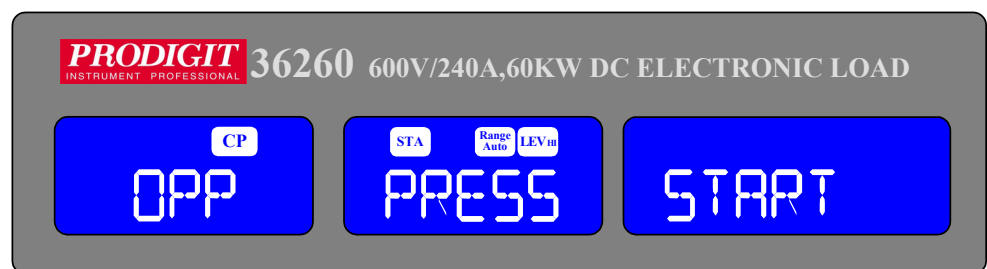 PRODIGIT
INSTRUMENT PROFESSIONAL
36260 600V/240A,60KW DC ELECTRONIC LOAD
CP
OPP
STA
Range
Auto
LEV HI
PRESS
START